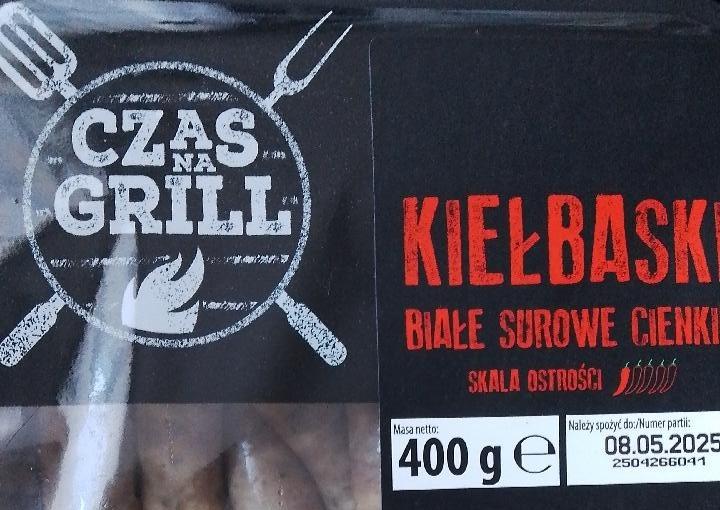 CZAS
NA
GRILL
KIEŁBASKI
BIAŁE SUROWE CIENKI
SKALA OSTROŚCI
Masa netto:
400 g ℮
Należy spożyć do:/Numer partii:
08.05.2025
2504266041